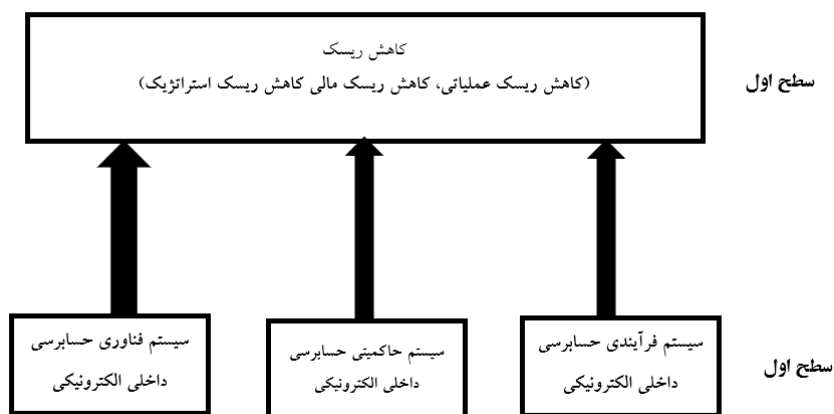 کاهش ریسک
(کاهش ریسک عملیاتی، کاهش ریسک مالی کاهش ریسک استراتژیک)
سطح اول
سیستم فرآیندی حسابرسی
داخلی الکترونیکی
سیستم حاکمیتی حسابرسی
داخلی الکترونیکی
سیستم فناوری حسابرسی
داخلی الکترونیکی
سطح اول